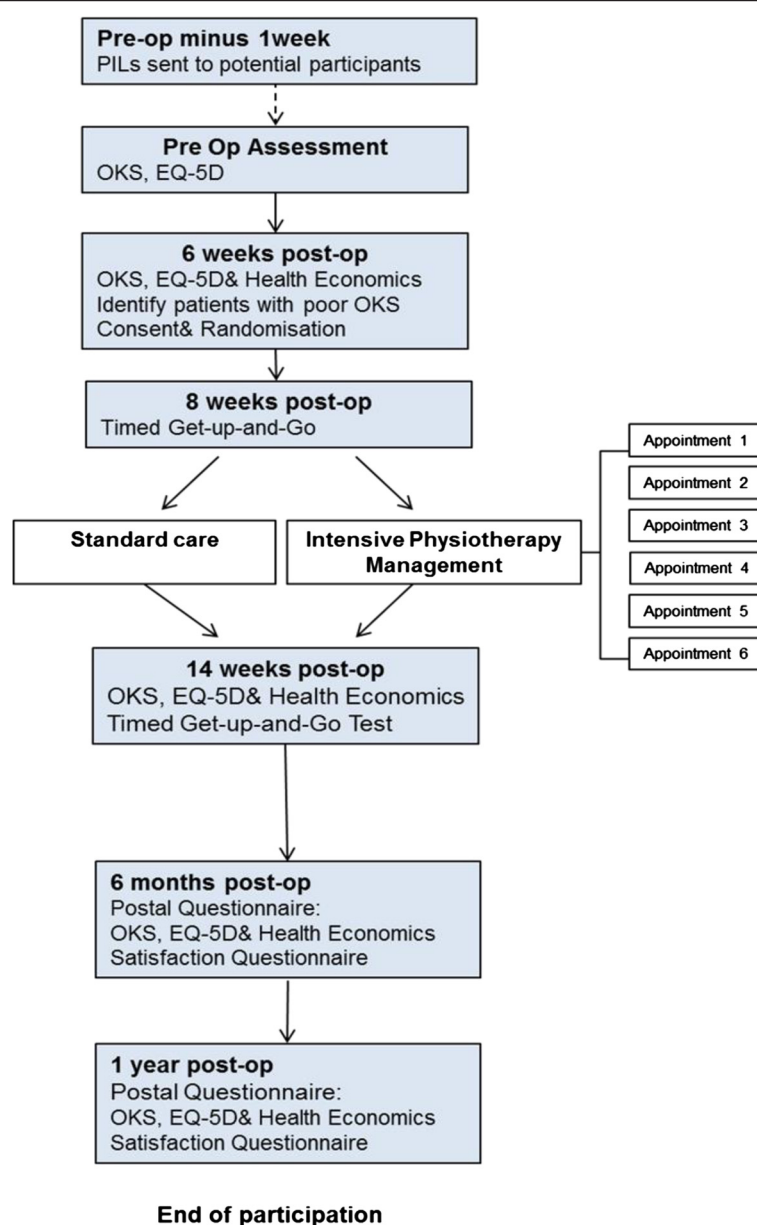 Pre-op minus 1week
PILs sent to potential participants
Pre Op Assessment
OKS, EQ-5D
6 weeks post-op
OKS, EQ-5D& Health Economics
Identify patients with poor OKS
Consent& Randomisation
8 weeks post-op
Timed Get-up-and-Go
Standard care
Intensive Physiotherapy
Management
Appointment 1
Appointment 2
Appointment 3
Appointment 4
Appointment 5
Appointment 6
14 weeks post-op
OKS, EQ-5D& Health Economics
Timed Get-up-and-Go Test
6 months post-op
Postal Questionnaire:
OKS, EQ-5D& Health Economics
Satisfaction Questionnaire
1 year post-op
Postal Questionnaire:
OKS, EQ-5D& Health Economics
Satisfaction Questionnaire
End of participation